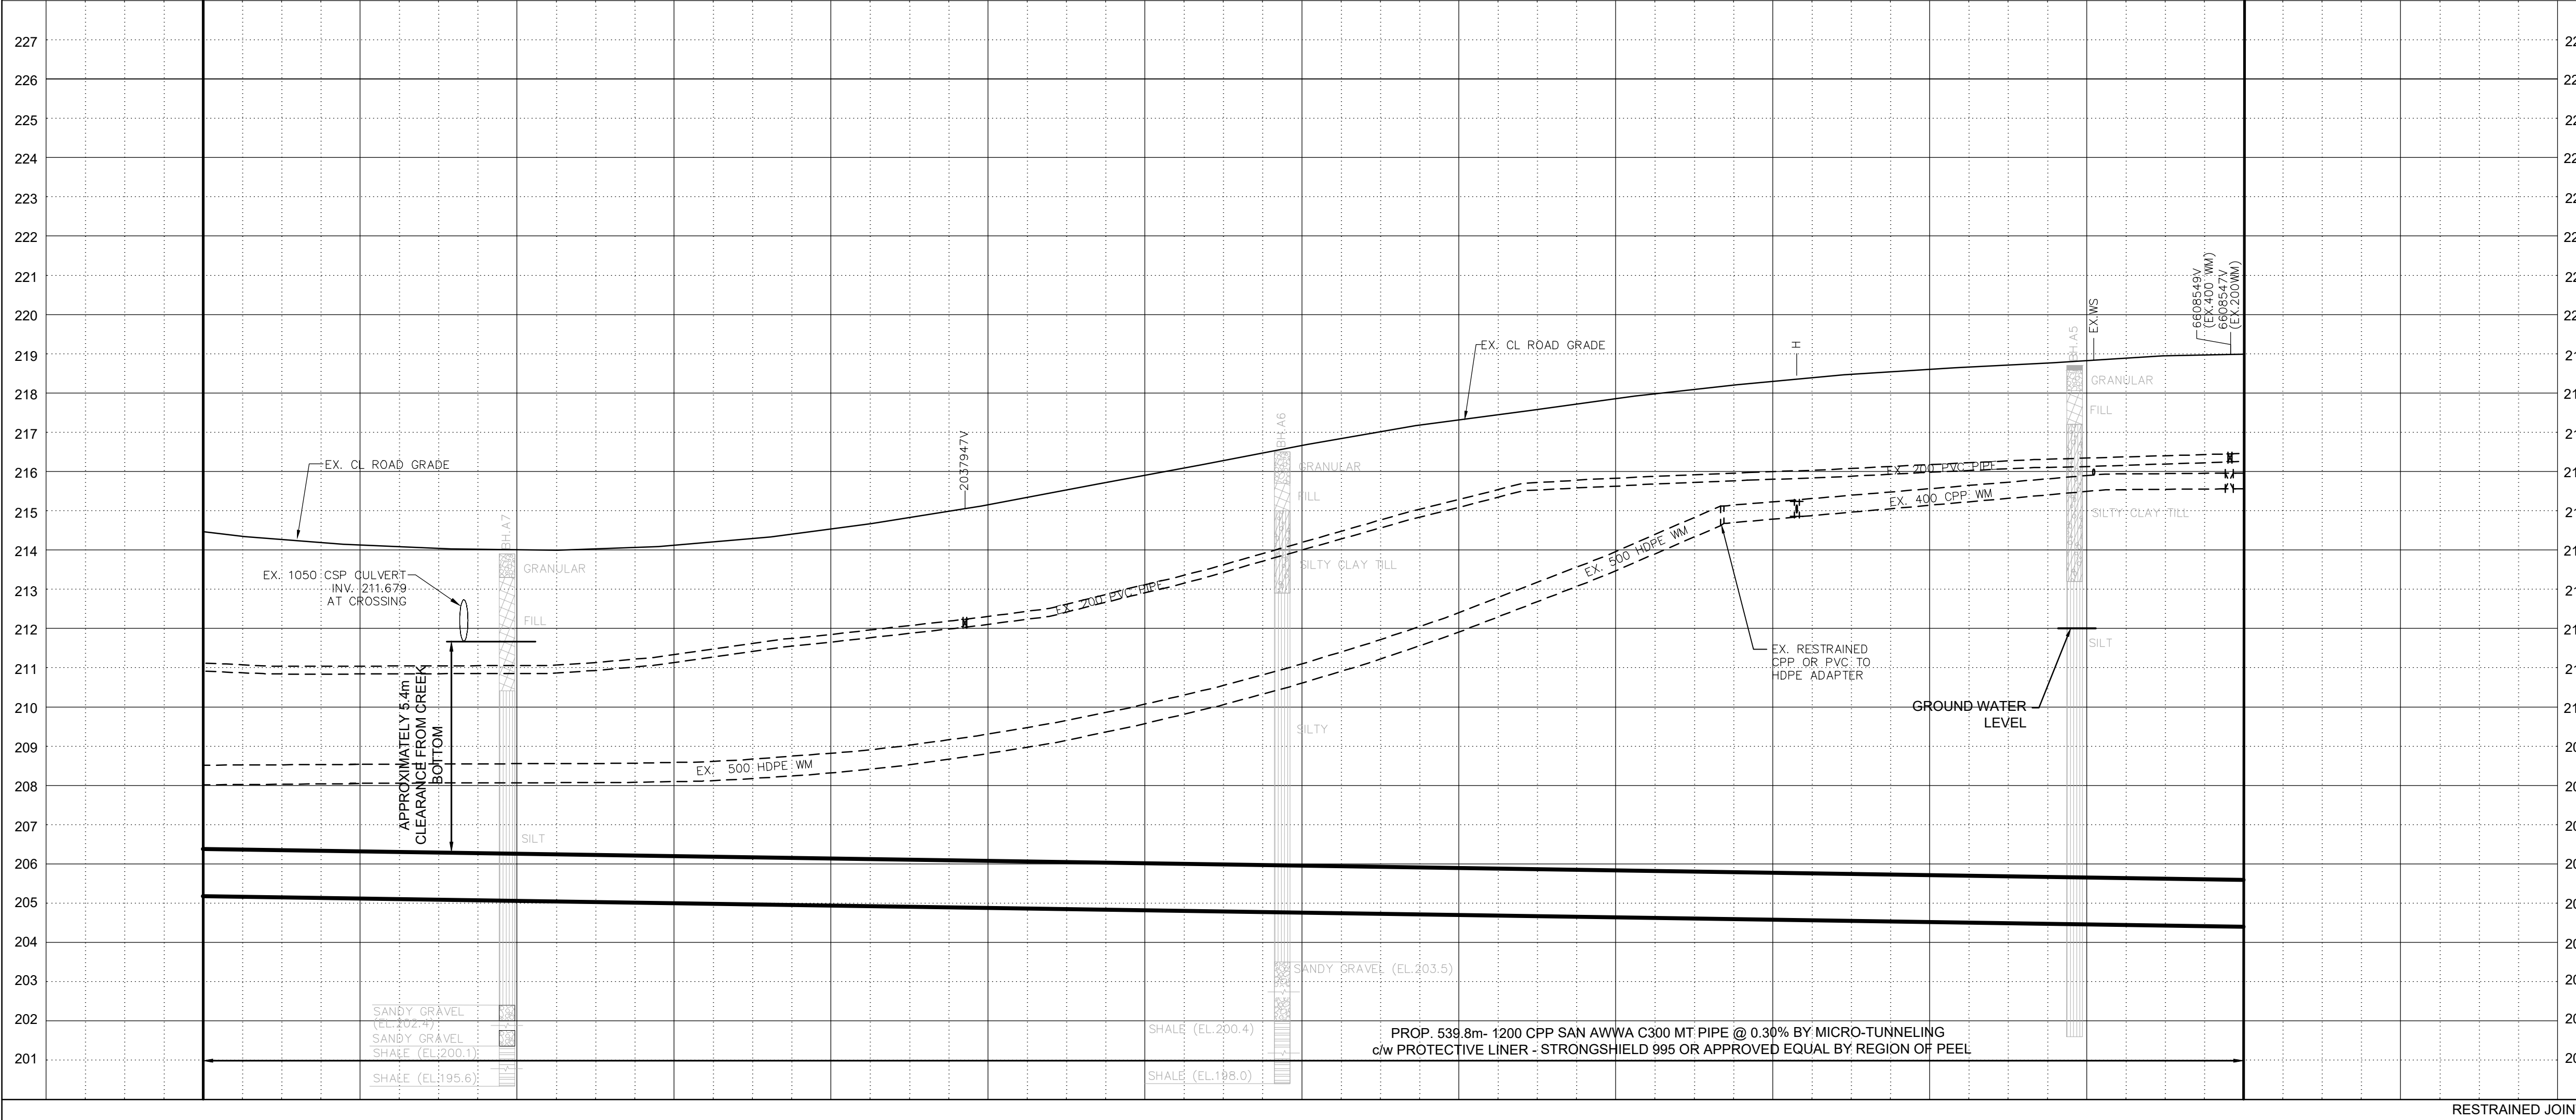 227
226
225
224
223
222
221
220
219
218
217
216
215
214
213
212
211
210
209
208
207
206
205
204
203
202
201
EX. CL ROAD GRADE
EX. 1050 CSP CULVERT
INV. 211.679
AT CROSSING
APPROXIMATELY 5.4m
CLEARANCE FROM CREEK
BOTTOM
BH.A7
GRANULAR
FILL
SILT
SANDY GRAVEL
(EL.202.4)
SANDY GRAVEL
SHALE (EL.200.1)
SHALE (EL.195.6)
EX. 500 HDPE WM
2037947V
EX. 200 PVC PIPE
BH.A6
GRANULAR
FILL
SILTY CLAY TILL
SILTY
SANDY GRAVEL (EL.203.5)
SHALE (EL.200.4)
SHALE (EL.198.0)
EX. CL ROAD GRADE
EX. 500 HDPE WM
H
EX. RESTRAINED
CPP OR PVC TO
HDPE ADAPTER
EX. 200 PVC PIPE
EX. 400 CPP WM
GROUND WATER
LEVEL
BH.A5
EX.WS
GRANULAR
FILL
SILTY CLAY TILL
SILT
6608549V
(EX.400 WM)
6608547V
(EX.200WM)
PROP. 539.8m- 1200 CPP SAN AWWA C300 MT PIPE @ 0.30% BY MICRO-TUNNELING
c/w PROTECTIVE LINER - STRONGSHIELD 995 OR APPROVED EQUAL BY REGION OF PEEL
RESTRAINED JOIN